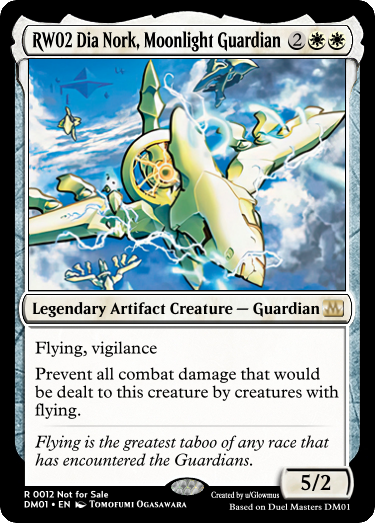 RW02 Dia Nork, Moonlight Guardian 2
Legendary Artifact Creature — Guardian
Flying, vigilance
Prevent all combat damage that would
be dealt to this creature by creatures with
flying.
Flying is the greatest taboo of any race that
has encountered the Guardians.
5/2
R 0012 Not for Sale
DM01 • EN Tomofumi Ogasawara
Created by u/Glowmus
Based on Duel Masters DM01